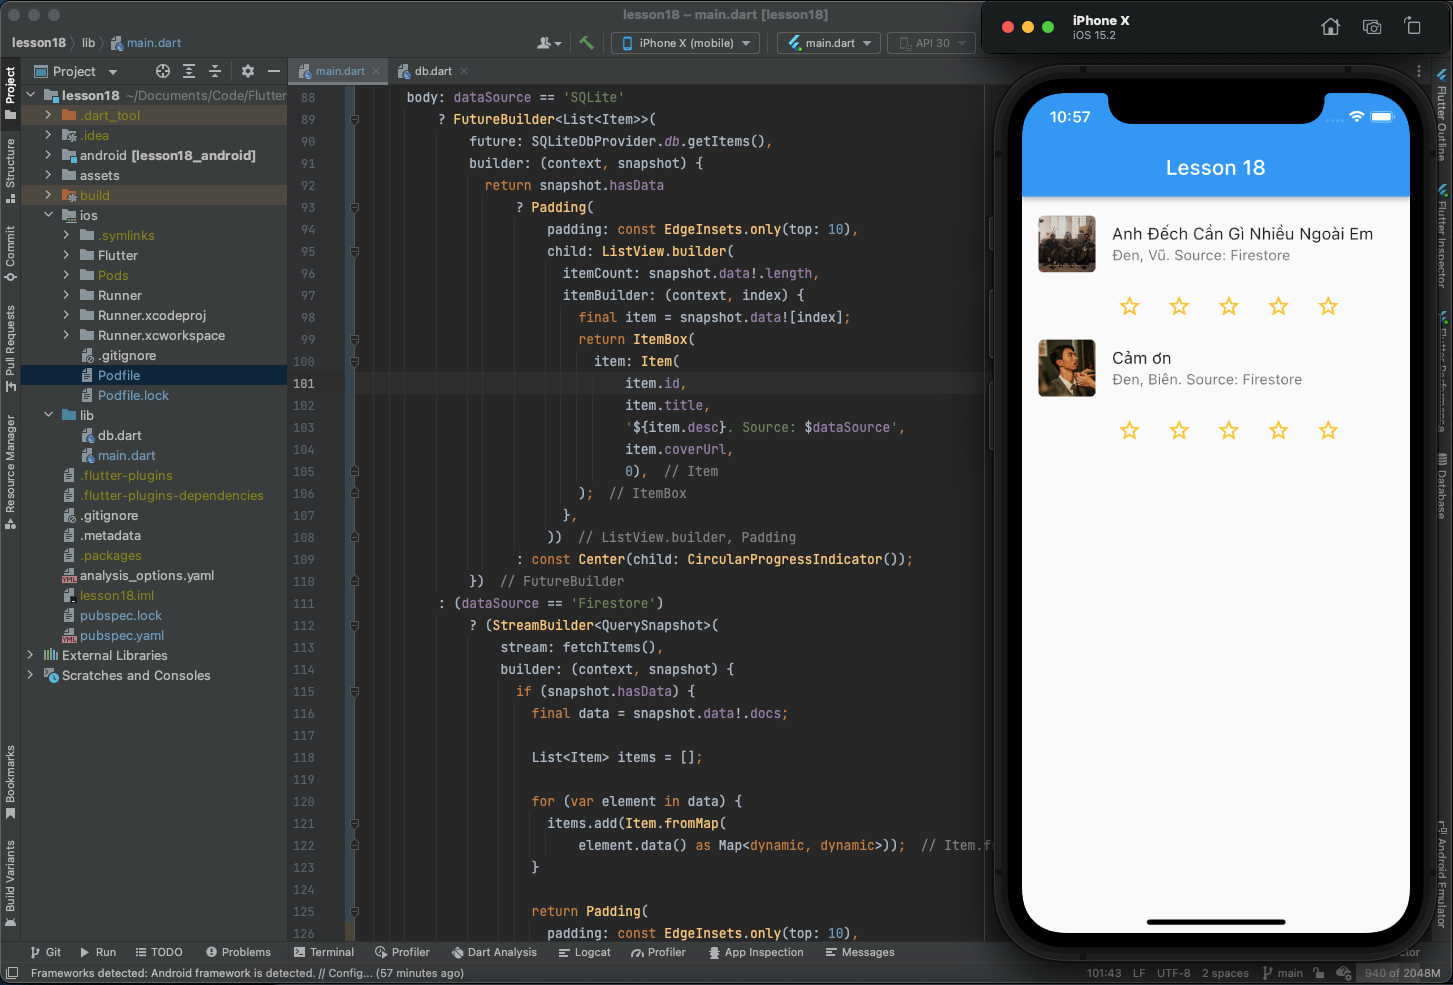 lesson18 – main.dart [lesson18]
lesson18 lib main.dart
iPhone X (mobile) main.dart API 30
Project
main.dart
db.dart
lesson18 ~/Documents/Code/Flutter
.dart_tool
.idea
android [lesson18_android]
assets
build
ios
.symlinks
Flutter
Pods
Runner
Runner.xcodeproj
Runner.xcworkspace
.gitignore
Podfile
Podfile.lock
lib
db.dart
main.dart
.flutter-plugins
.flutter-plugins-dependencies
.gitignore
.metadata
.packages
analysis_options.yaml
lesson18.iml
pubspec.lock
pubspec.yaml
External Libraries
Scratches and Consoles
Project
Structure
Commit
Pull Requests
Resource Manager
Bookmarks
Build Variants
88 body: dataSource == 'SQLite'
89 ? FutureBuilder<List<Item>>(
90 future: SQLiteDbProvider.db.getItems(),
91 builder: (context, snapshot) {
92 return snapshot.hasData
93 ? Padding(
94 padding: const EdgeInsets.only(top: 10),
95 child: ListView.builder(
96 itemCount: snapshot.data!.length,
97 itemBuilder: (context, index) {
98 final item = snapshot.data![index];
99 return ItemBox(
100 item: Item(
101 item.id,
102 item.title,
103 '${item.desc}. Source: $dataSource',
104 item.coverUrl,
105 0), // Item
106 ); // ItemBox
107 },
108 )) // ListView.builder, Padding
109 : const Center(child: CircularProgressIndicator());
110 }) // FutureBuilder
111 : (dataSource == 'Firestore')
112 ? (StreamBuilder<QuerySnapshot>(
113 stream: fetchItems(),
114 builder: (context, snapshot) {
115 if (snapshot.hasData) {
116 final data = snapshot.data!.docs;
117
118 List<Item> items = [];
119
120 for (var element in data) {
121 items.add(Item.fromMap(
122 element.data() as Map<dynamic, dynamic>)); // Item.f
123 }
124
125 return Padding(
126 padding: const EdgeInsets.only(top: 10),
iPhone X
iOS 15.2
10:57
Lesson 18
Anh Đếch Cần Gì Nhiều Ngoài Em
Đen, Vũ. Source: Firestore
Cảm ơn
Đen, Biên. Source: Firestore
Flutter Outline
Flutter Inspector
Flutter Performance
Database
Android Emulator
Git Run TODO Problems Terminal Profiler Dart Analysis Logcat Profiler App Inspection Messages ctor
Frameworks detected: Android framework is detected. // Config... (57 minutes ago)
101:43 LF UTF-8 2 spaces main 940 of 2048M